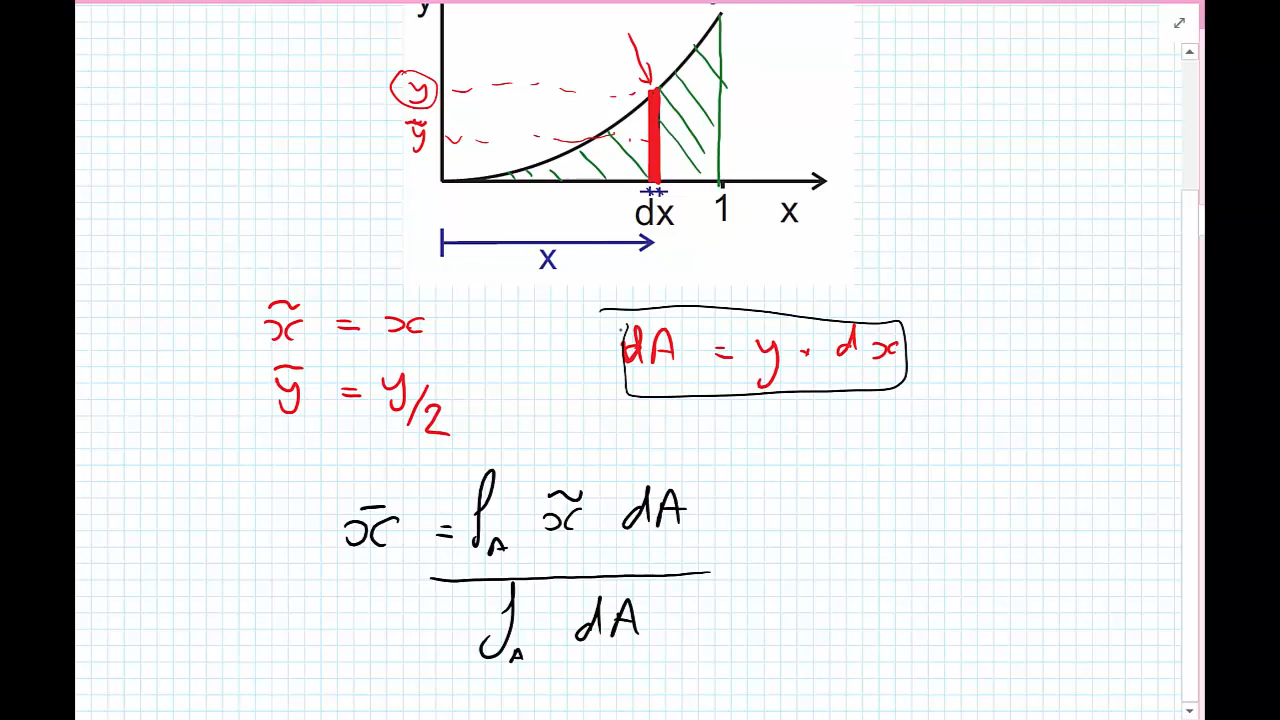 y
y
ỹ
dx 1 x
x
x̃ = x
ȳ = y/2
dA = y · dx
x̄ = ∫A x̃ dA
∫A dA